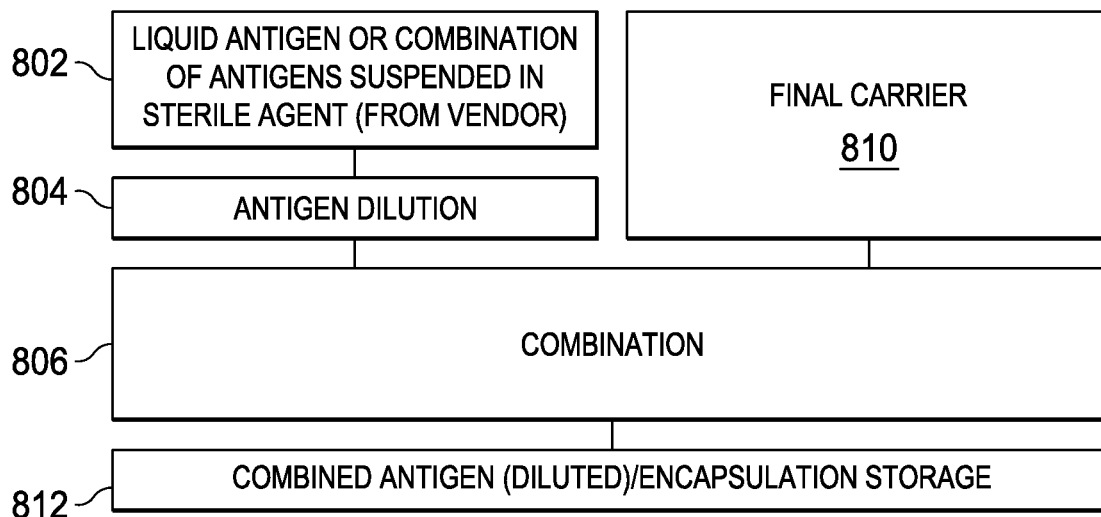 802
LIQUID ANTIGEN OR COMBINATION
OF ANTIGENS SUSPENDED IN
STERILE AGENT (FROM VENDOR)
FINAL CARRIER
810
804
ANTIGEN DILUTION
806
COMBINATION
812
COMBINED ANTIGEN (DILUTED)/ENCAPSULATION STORAGE